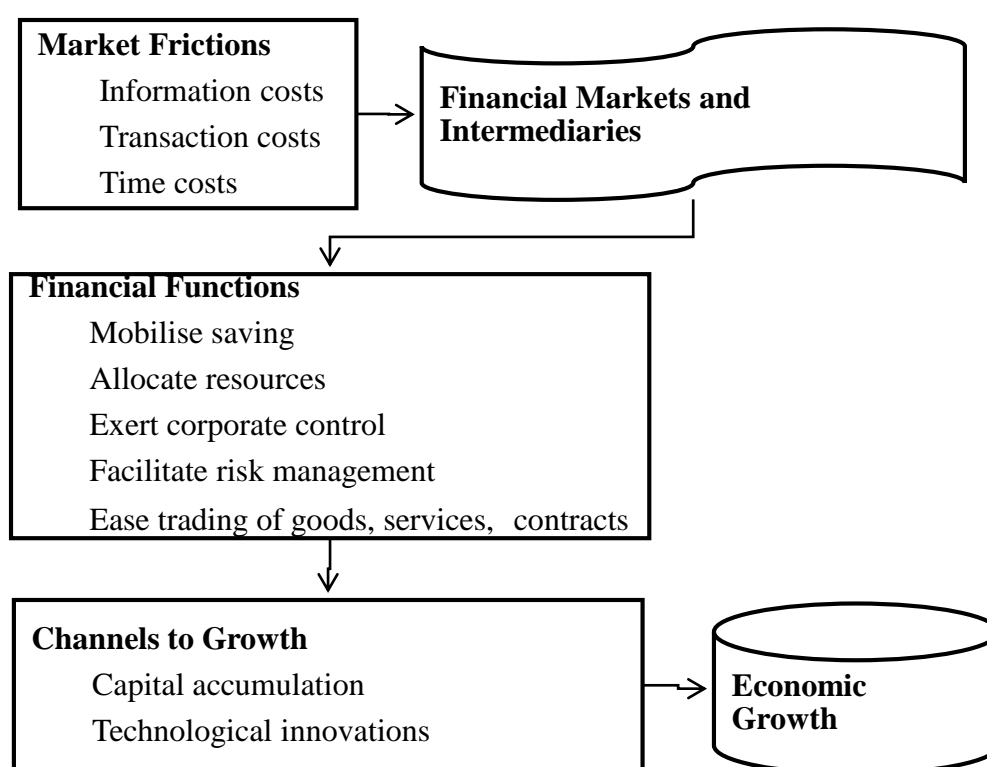 Market Frictions
Information costs
Transaction costs
Time costs
Financial Markets and
Intermediaries
Financial Functions
Mobilise saving
Allocate resources
Exert corporate control
Facilitate risk management
Ease trading of goods, services, contracts
Channels to Growth
Capital accumulation
Technological innovations
Economic
Growth